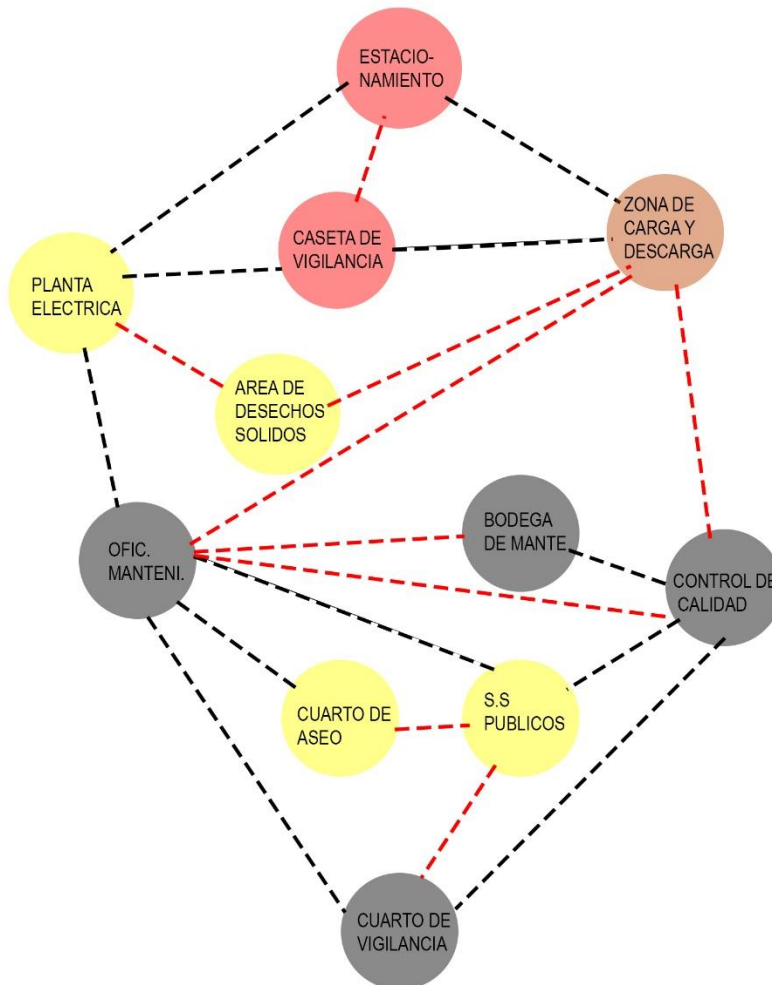 ESTACIO-
NAMIENTO
ZONA DE
CARGA Y
DESCARGA
CASETA DE
VIGILANCIA
PLANTA
ELECTRICA
AREA DE
DESECHOS
SOLIDOS
BODEGA
DE MANTE
OFIC.
MANTENI.
CONTROL DE
CALIDAD
CUARTO DE
ASEO
S.S
PUBLICOS
CUARTO DE
VIGILANCIA